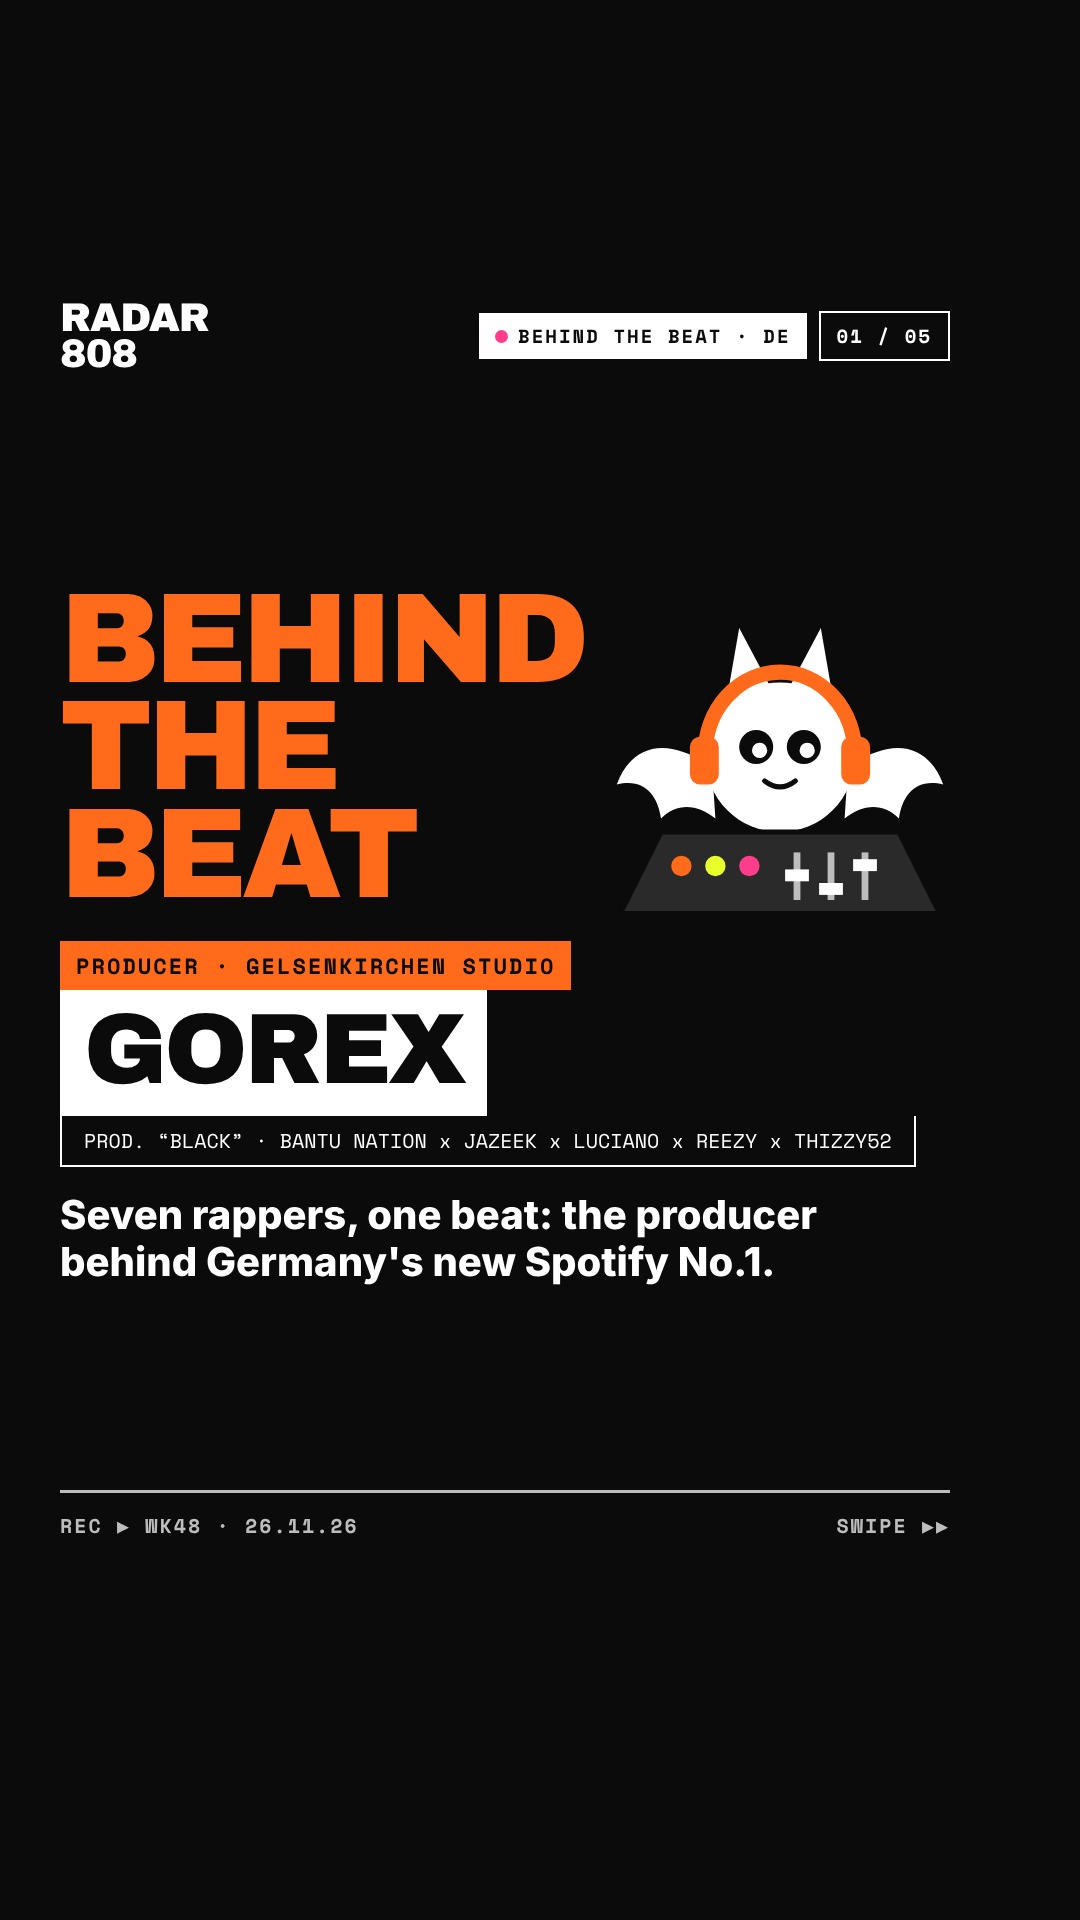 RADAR
808
BEHIND THE BEAT · DE
01 / 05
BEHIND
THE
BEAT
PRODUCER · GELSENKIRCHEN STUDIO
GOREX
PROD. “BLACK” · BANTU NATION x JAZEEK x LUCIANO x REEZY x THIZZY52
Seven rappers, one beat: the producer
behind Germany's new Spotify No.1.
REC ▶ WK48 · 26.11.26
SWIPE ▶▶